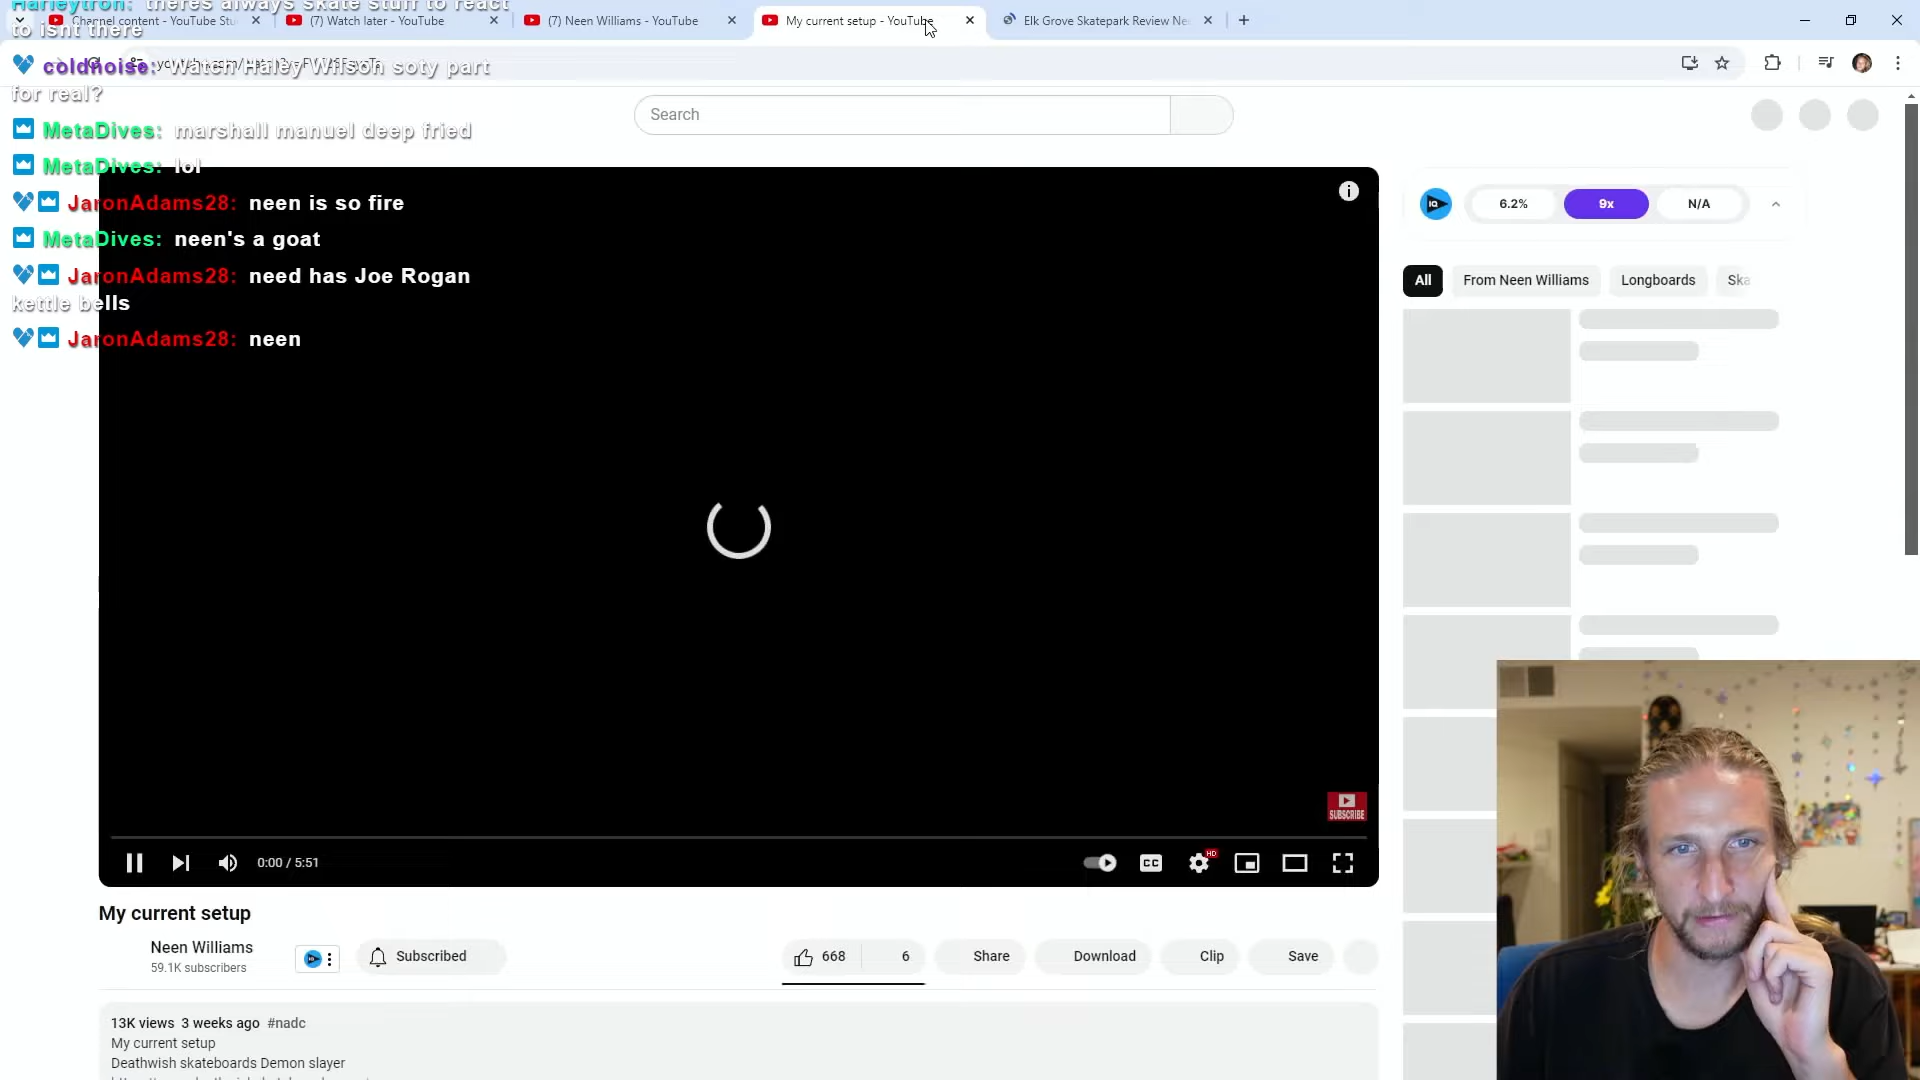 Harleytron: theres always skate stuff to react
to isnt there
Channel content - YouTube Stu
(7) Watch later - YouTube
(7) Neen Williams - YouTube
My current setup - YouTube
Elk Grove Skatepark Review Ne
coldnoise: Watch Haley Wilson soty part
for real?
MetaDives: marshall manuel deep fried
MetaDives: lol
JaronAdams28: neen is so fire
MetaDives: neen's a goat
JaronAdams28: need has Joe Rogan
kettle bells
JaronAdams28: neen
Search
6.2%
9x
N/A
All
From Neen Williams
Longboards
Ska
SUBSCRIBE
0:00 / 5:51
CC
HD
My current setup
Neen Williams
59.1K subscribers
Subscribed
668
6
Share
Download
Clip
Save
13K views 3 weeks ago #nadc
My current setup
Deathwish skateboards Demon slayer